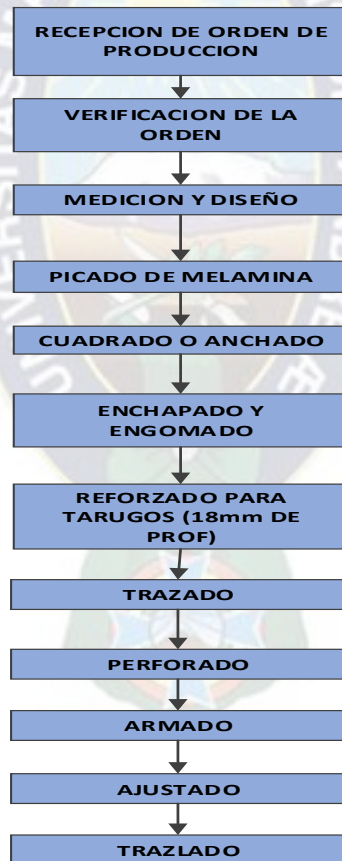 RECEPCION DE ORDEN DE
PRODUCCION
VERIFICACION DE LA
ORDEN
MEDICION Y DISEÑO
PICADO DE MELAMINA
CUADRADO O ANCHADO
ENCHAPADO Y
ENGOMADO
REFORZADO PARA
TARUGOS (18mm DE
PROF)
TRAZADO
PERFORADO
ARMADO
AJUSTADO
TRAZLADO